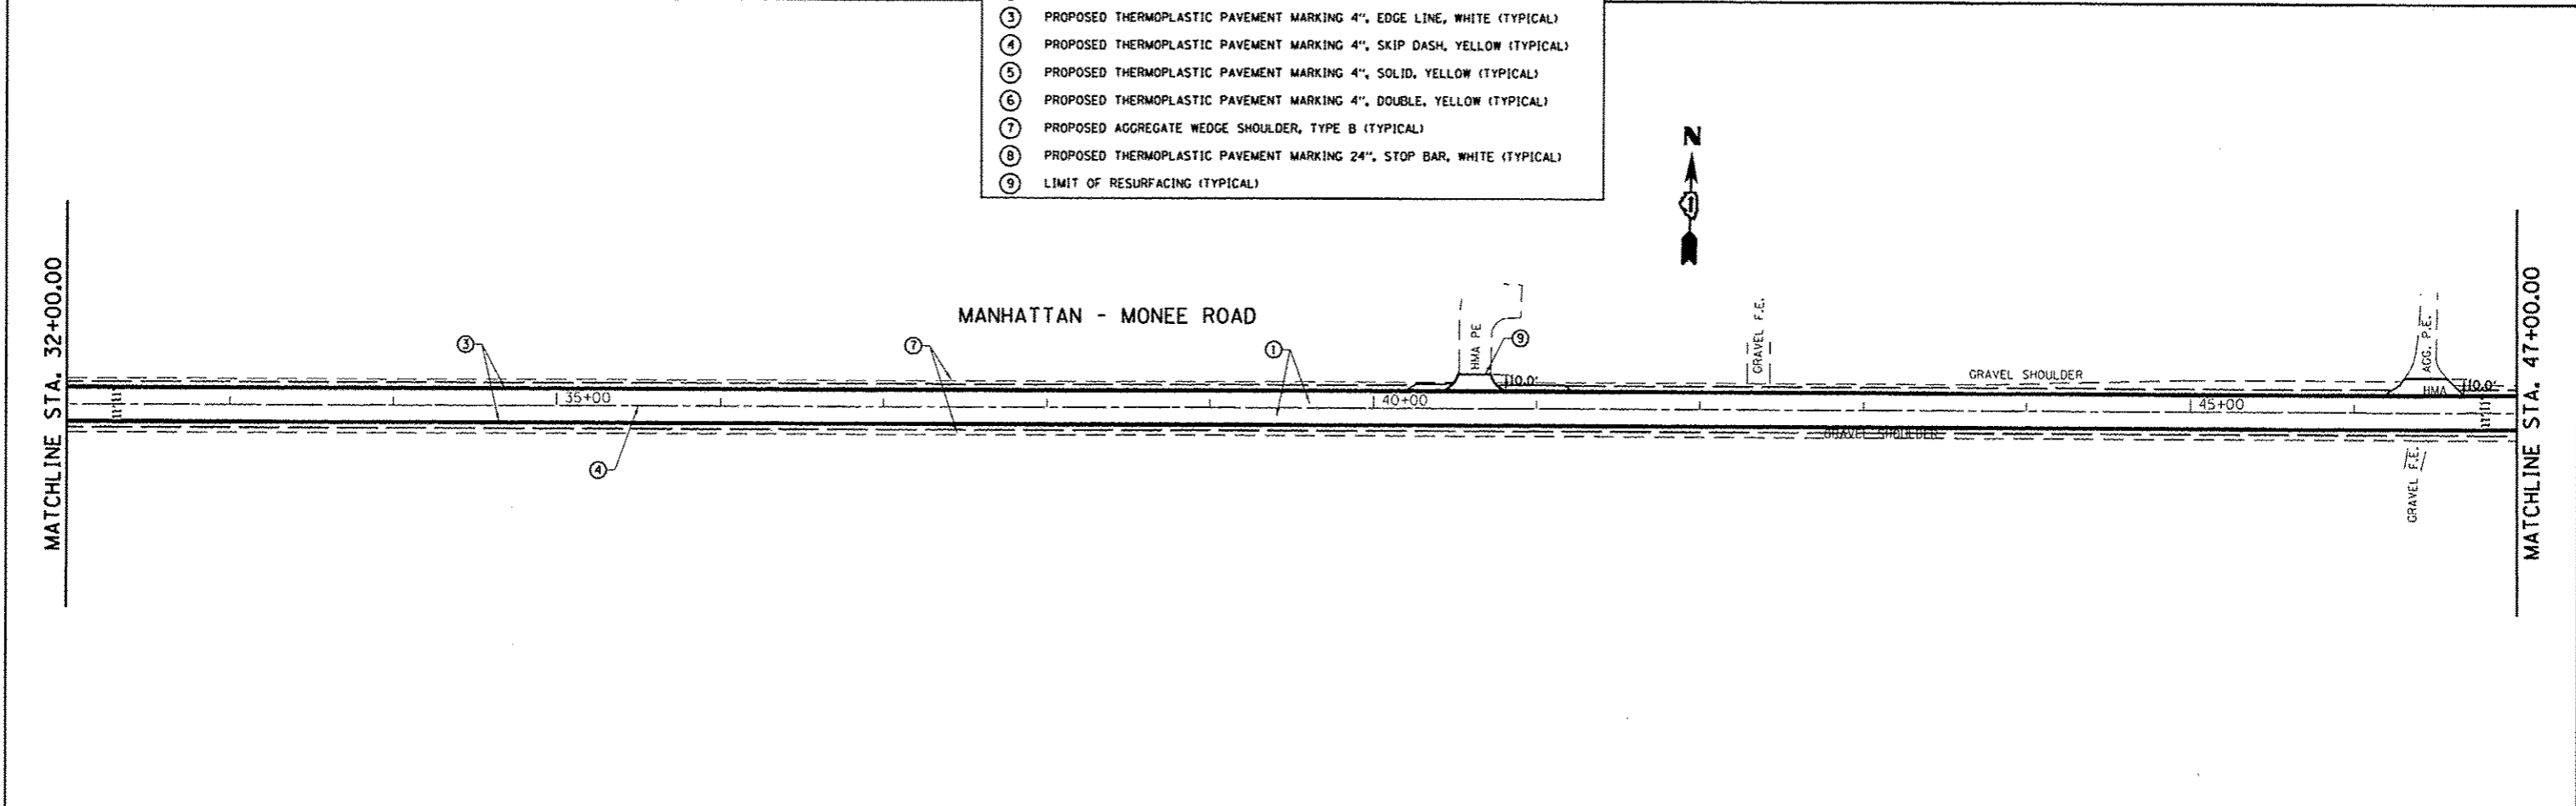 ③ PROPOSED THERMOPLASTIC PAVEMENT MARKING 4", EDGE LINE, WHITE (TYPICAL)
④ PROPOSED THERMOPLASTIC PAVEMENT MARKING 4", SKIP DASH, YELLOW (TYPICAL)
⑤ PROPOSED THERMOPLASTIC PAVEMENT MARKING 4", SOLID, YELLOW (TYPICAL)
⑥ PROPOSED THERMOPLASTIC PAVEMENT MARKING 4", DOUBLE, YELLOW (TYPICAL)
⑦ PROPOSED AGGREGATE WEDGE SHOULDER, TYPE B (TYPICAL)
⑧ PROPOSED THERMOPLASTIC PAVEMENT MARKING 24", STOP BAR, WHITE (TYPICAL)
⑨ LIMIT OF RESURFACING (TYPICAL)
N
MATCHLINE STA. 32+00.00
MANHATTAN - MONEE ROAD
③
⑦
①
HMA PE
⑨
10.0'
GRAVEL F.E.
GRAVEL SHOULDER
AGG. P.E.
HMA
10.0'
11' 11'
35+00
40+00
45+00
11' 11'
GRAVEL SHOULDER
④
GRAVEL F.E.
MATCHLINE STA. 47+00.00